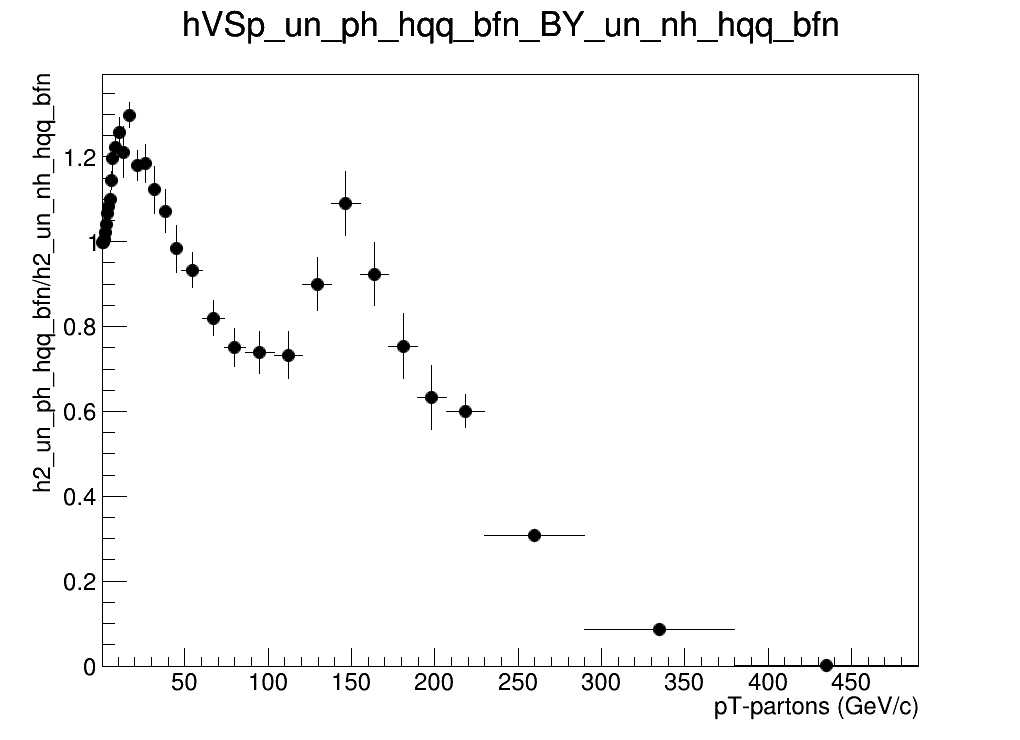 hVSp_un_ph_hqq_bfn_BY_un_nh_hqq_bfn
h2_un_ph_hqq_bfn/h2_un_nh_hqq_bfn
1.2
1
0.8
0.6
0.4
0.2
0
50 100 150 200 250 300 350 400 450
pT-partons (GeV/c)